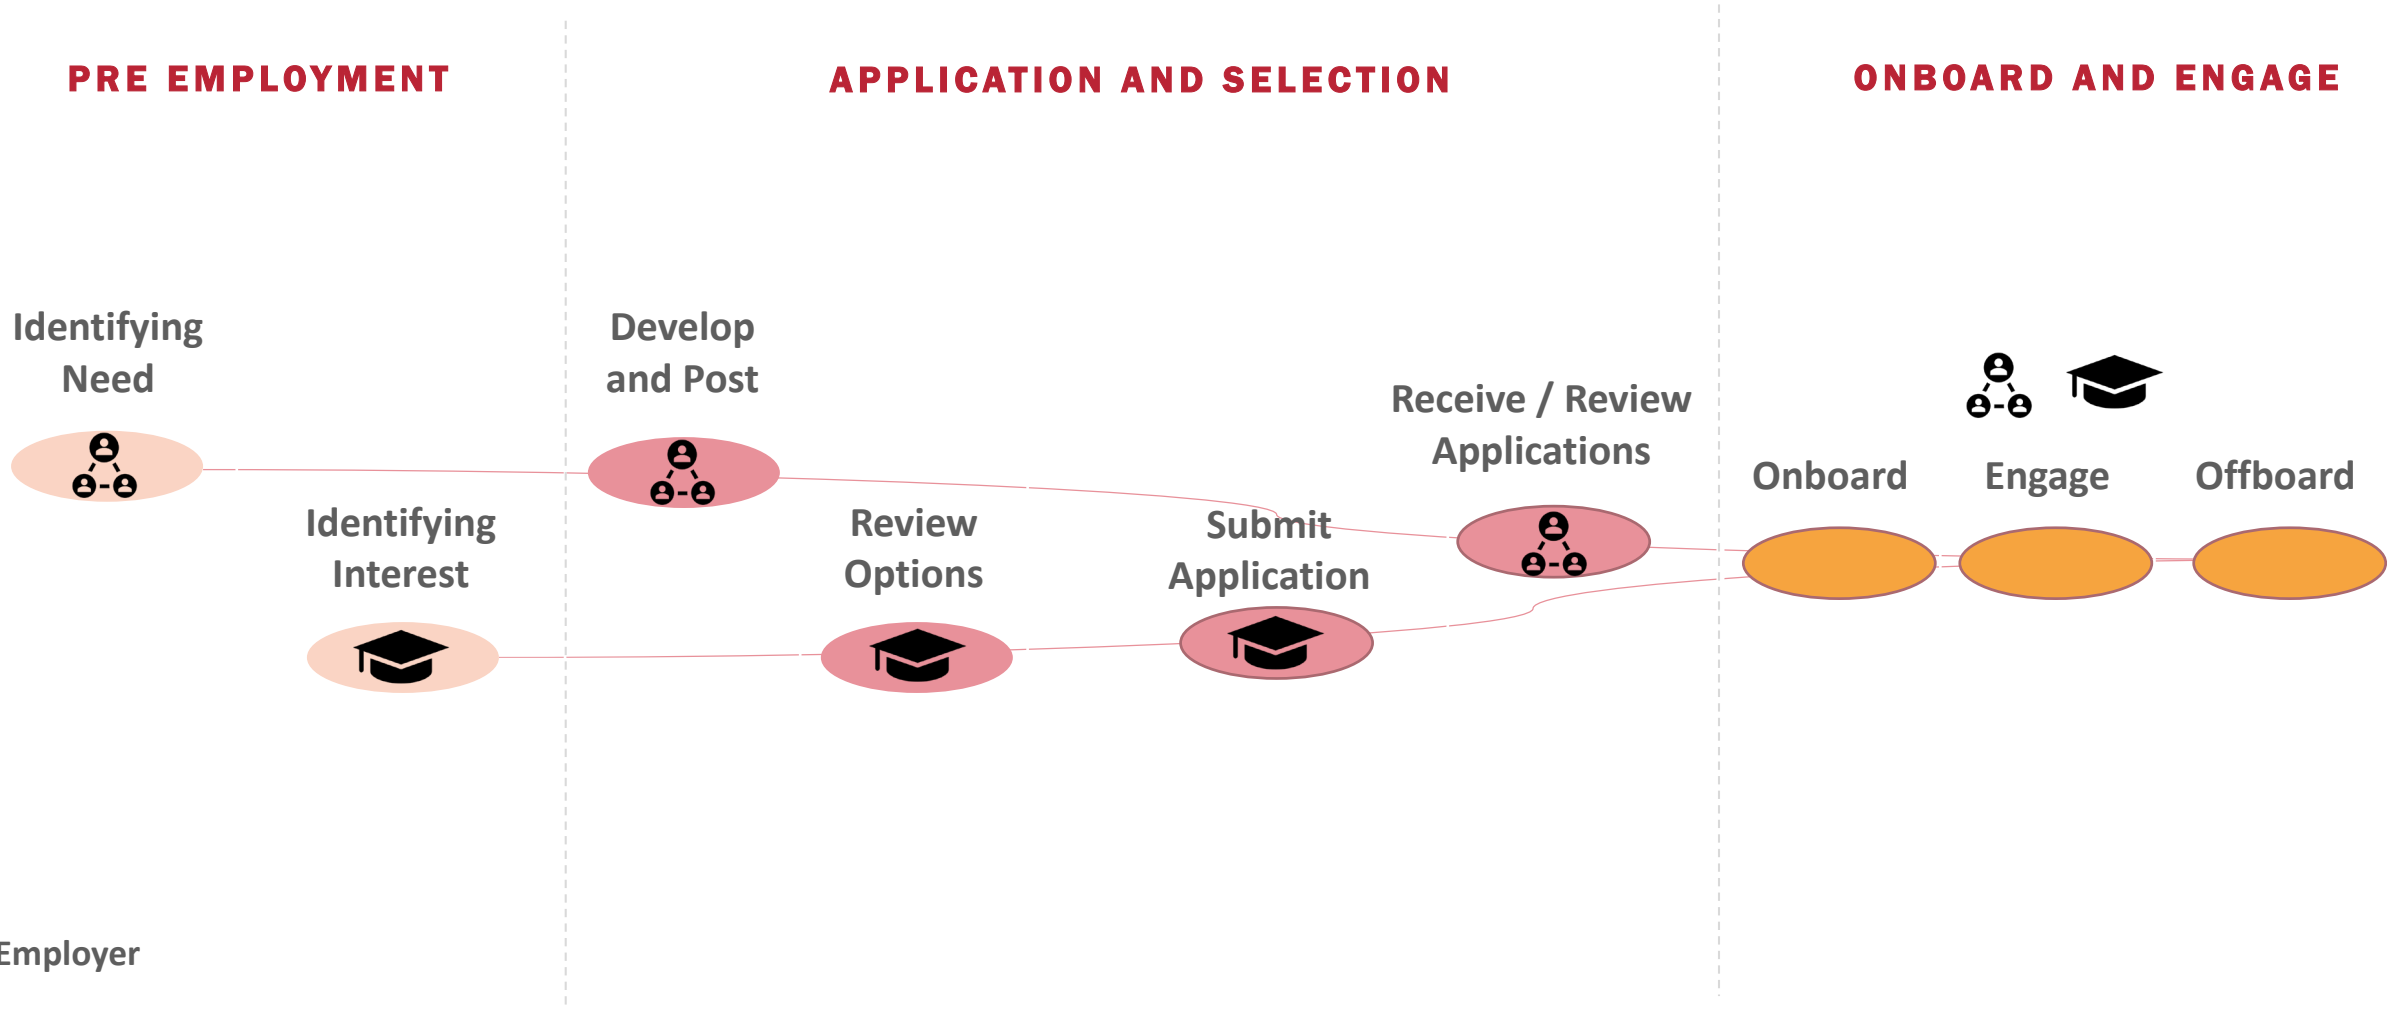 PRE EMPLOYMENT
APPLICATION AND SELECTION
ONBOARD AND ENGAGE
Identifying
Need
Develop
and Post
Receive / Review
Applications
Onboard
Engage
Offboard
Identifying
Interest
Review
Options
Submit
Application
Employer